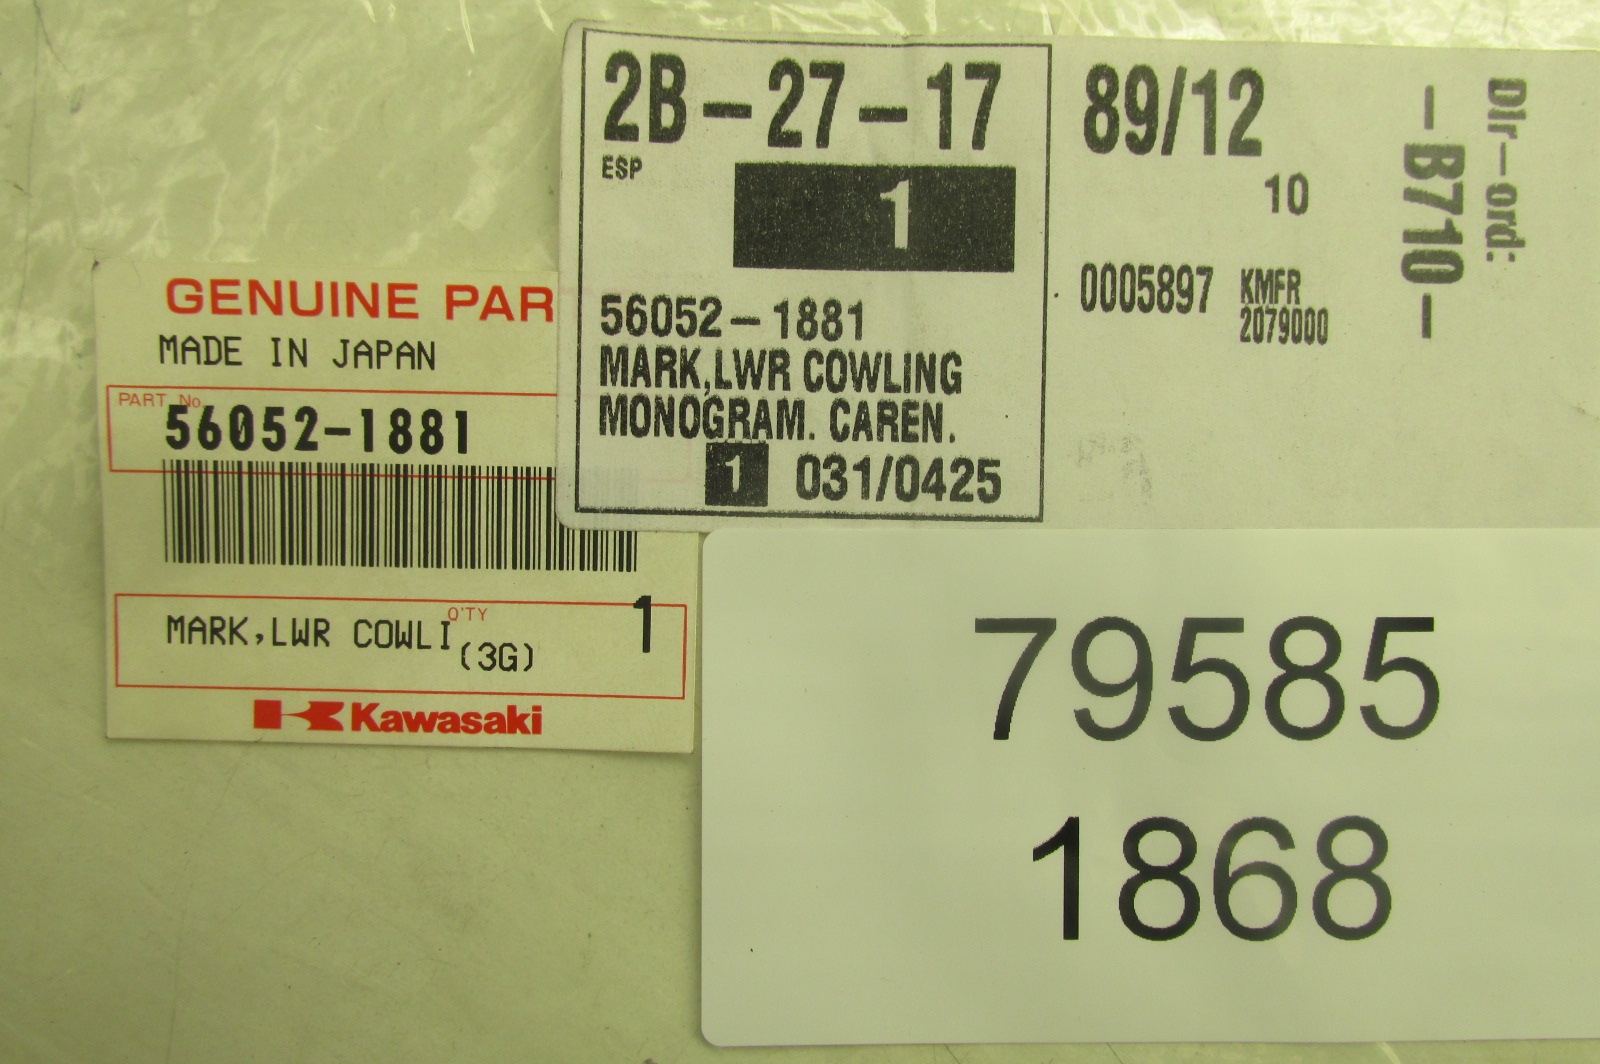 2B-27-17
ESP
1
56052-1881
MARK,LWR COWLING
MONOGRAM. CAREN.
1 031/0425
89/12
10
0005897 KMFR
2079000
Dlr-ord:
-B710-
GENUINE PAR
MADE IN JAPAN
PART No.
56052-1881
MARK,LWR COWLI
Q'TY
(3G)
1
Kawasaki
79585
1868